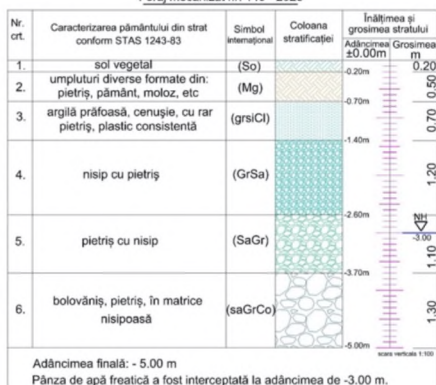 Nr. crt.
Caracterizarea pământului din strat conform STAS 1243-83
Simbol internațional
Coloana stratificației
Înălțimea și grosimea stratului
Adâncimea ±0.00m
Grosimea m
1.
sol vegetal
(So)
-0.20m
0.20
2.
umpluturi diverse formate din:
pietriș, pământ, moloz, etc
(Mg)
-0.70m
0.50
3.
argilă prăfoasă, cenușie, cu rar
pietriș, plastic consistentă
(grsiCl)
-1.40m
0.70
4.
nisip cu pietriș
(GrSa)
-2.60m
1.20
NH
-3.00
5.
pietriș cu nisip
(SaGr)
-3.70m
1.10
6.
bolovăniș, pietriș, în matrice
nisipoasă
(saGrCo)
-5.00m
1.30
scara verticala 1:100
Adâncimea finală: - 5.00 m
Pânza de apă freatică a fost interceptată la adâncimea de -3.00 m.